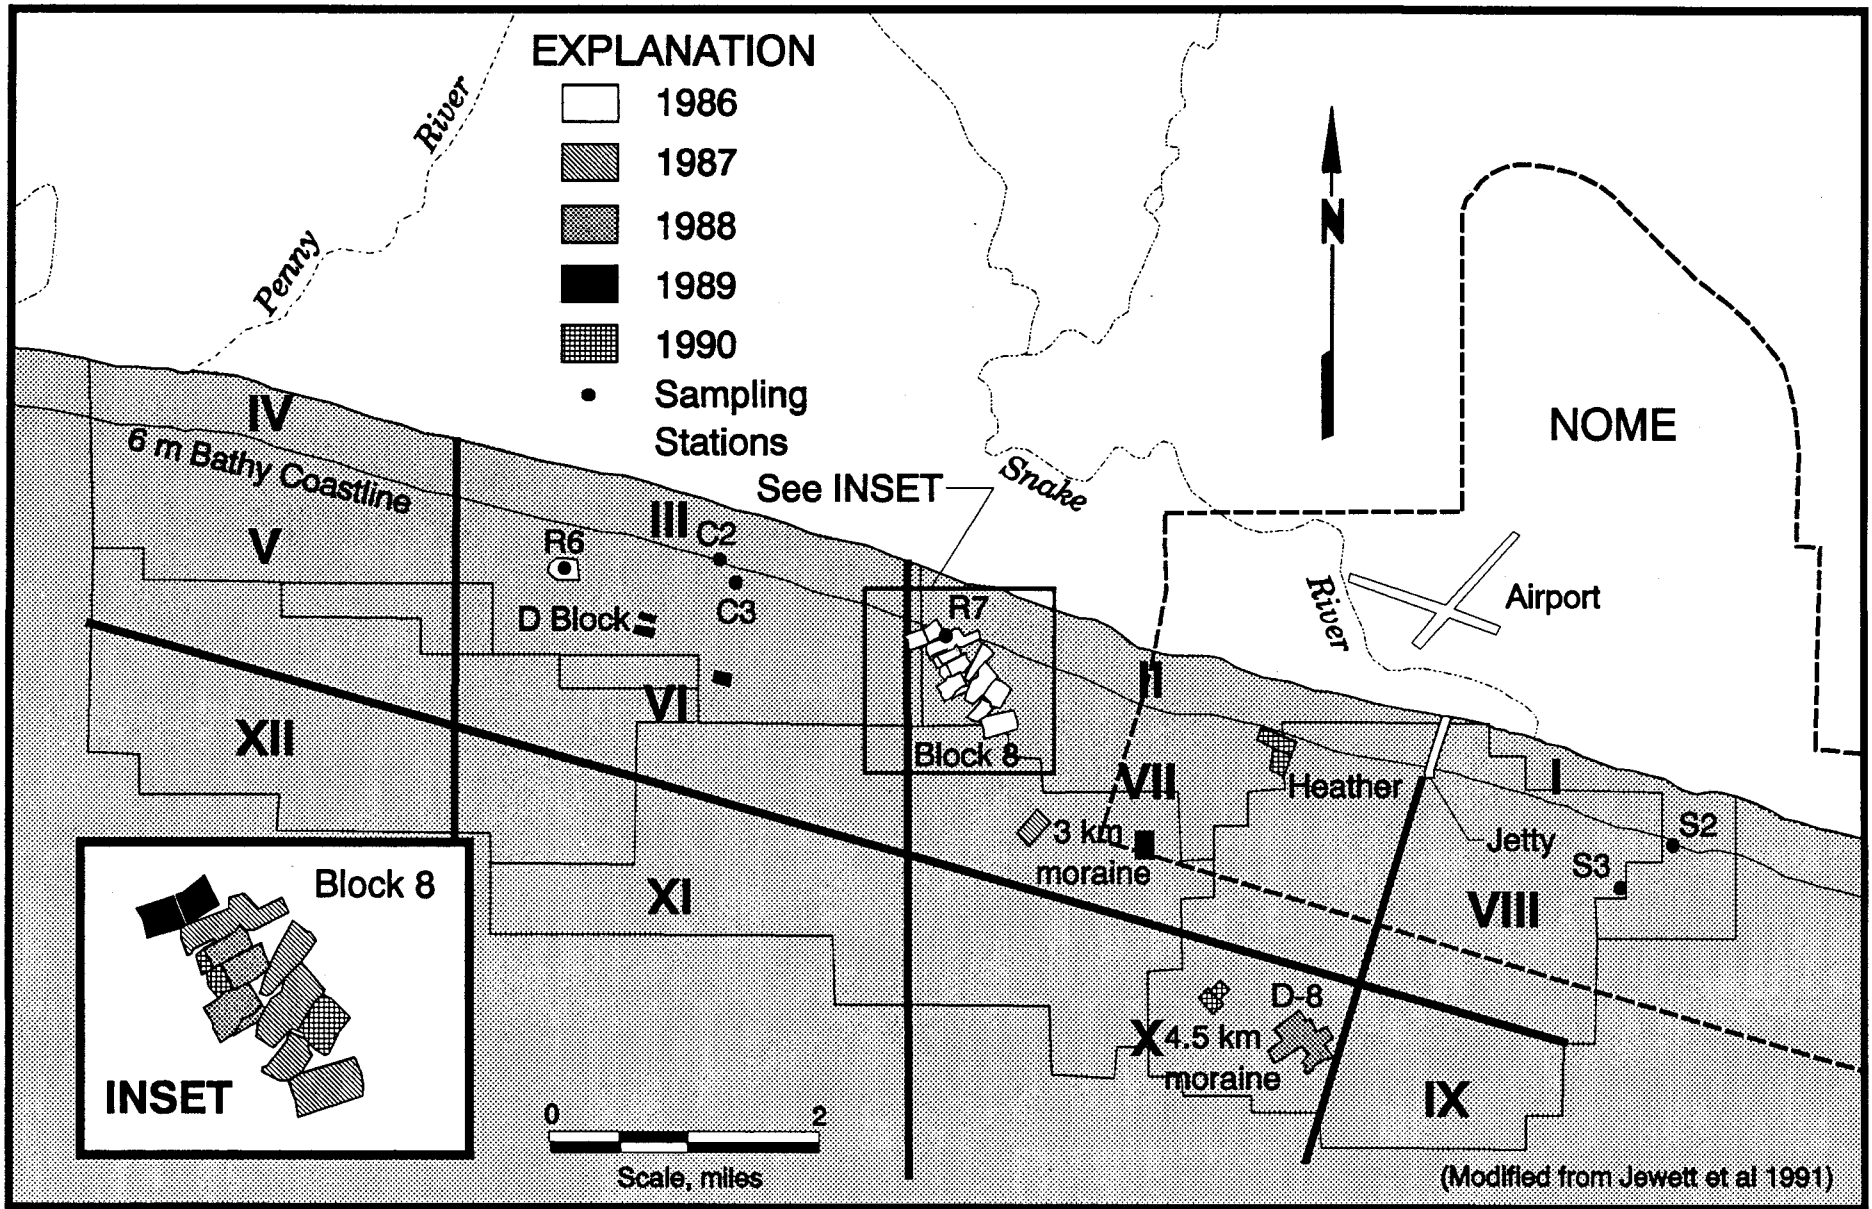 EXPLANATION
1986
1987
1988
1989
1990
Sampling
Stations
Penny
River
N
NOME
Snake
River
Airport
See INSET
IV
6 m Bathy Coastline
V
III
C2
R6
C3
D Block
R7
II
VI
XII
Block 8
VII
Heather
I
Jetty
S2
S3
3 km
moraine
VIII
XI
D-8
X
4.5 km
moraine
IX
Block 8
INSET
0
2
Scale, miles
(Modified from Jewett et al 1991)